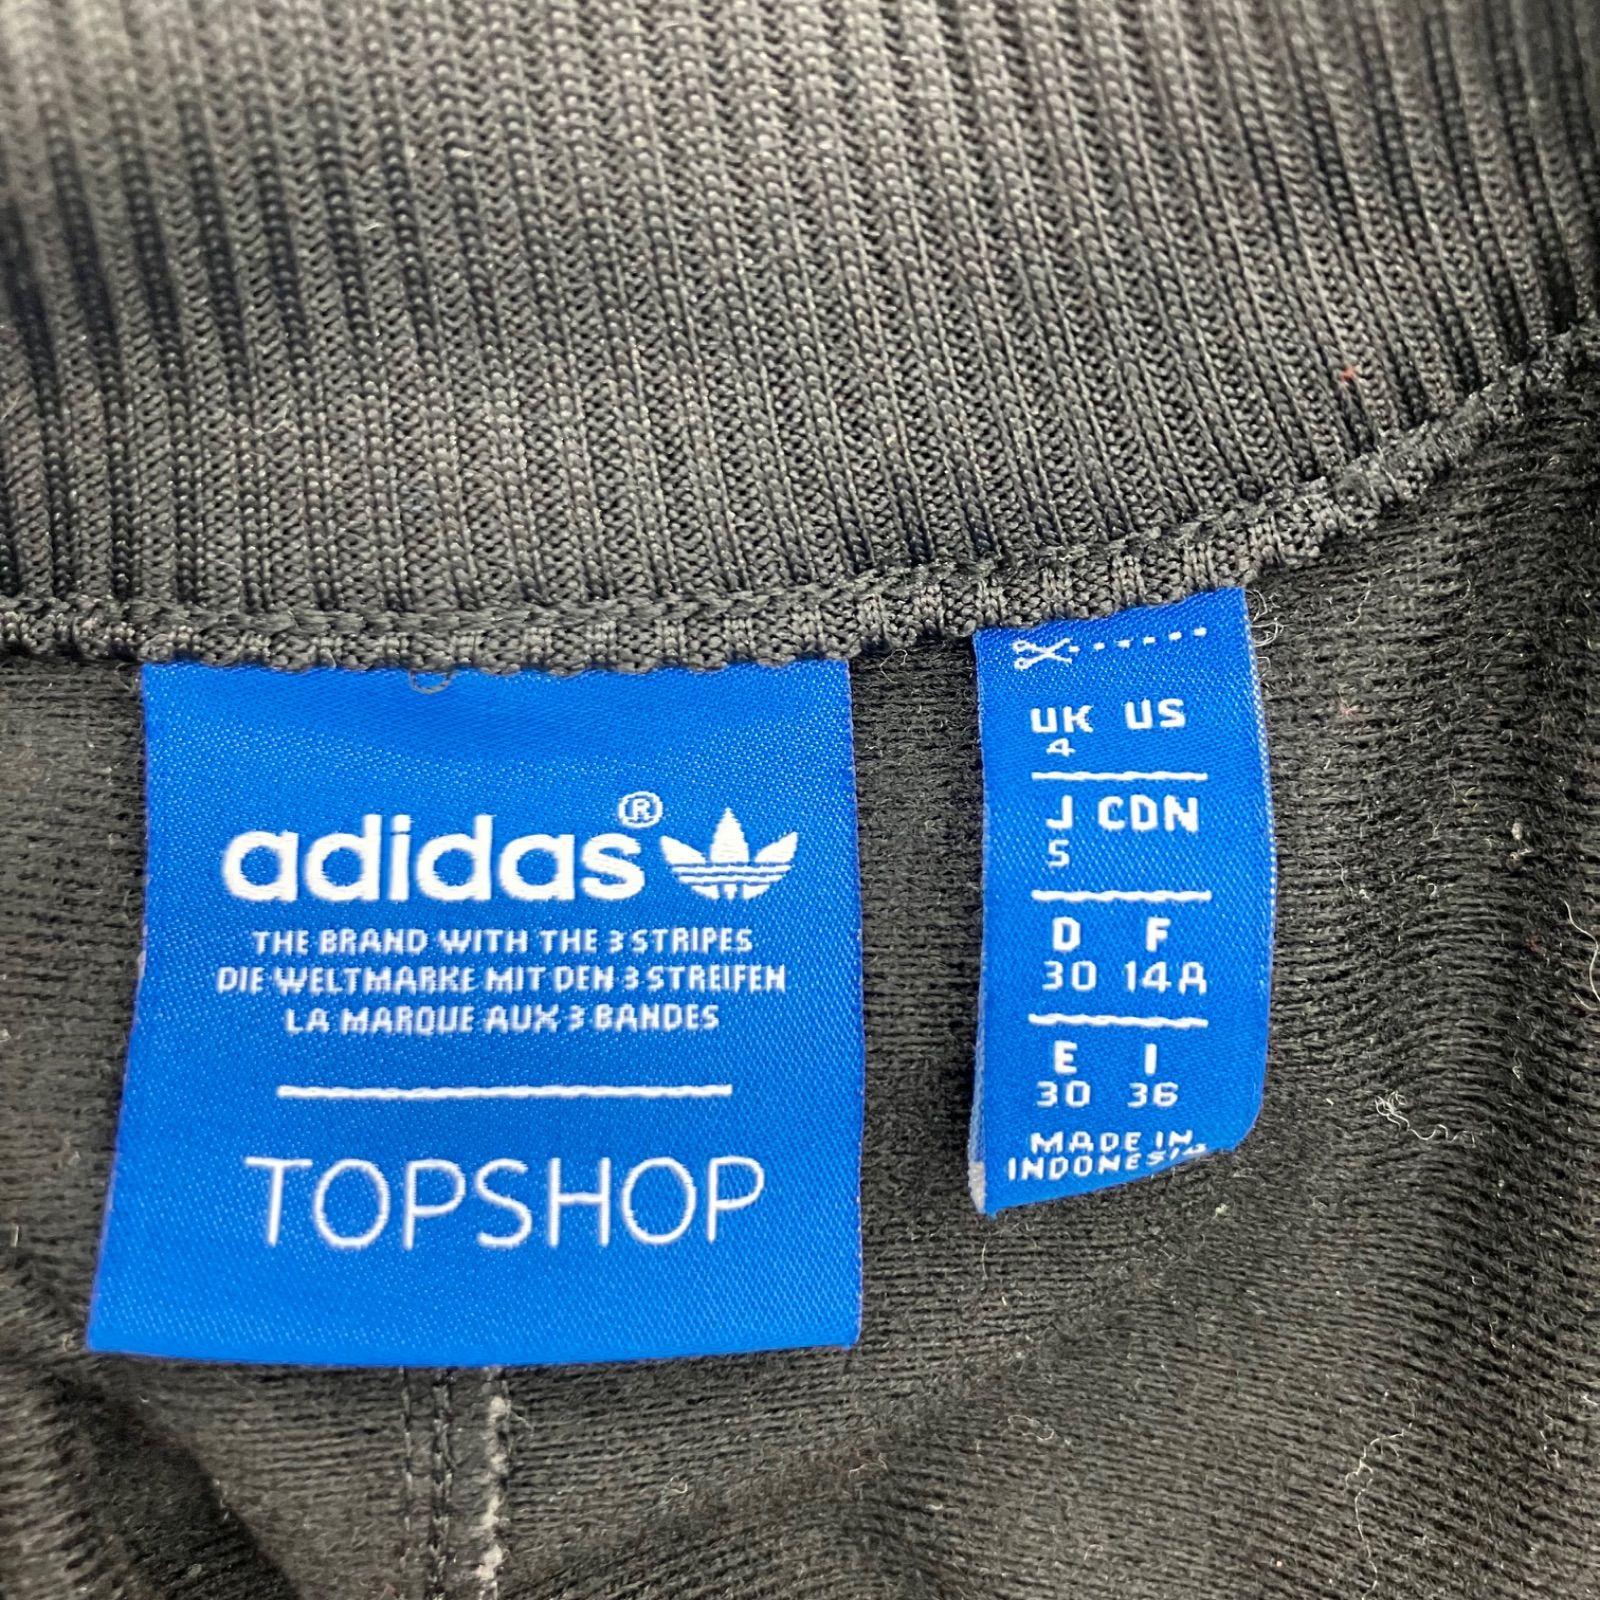 adidas®
THE BRAND WITH THE 3 STRIPES
DIE WELTMARKE MIT DEN 3 STREIFEN
LA MARQUE AUX 3 BANDES
TOPSHOP
UK US
4
J CDN
5
D F
30 14A
E I
30 36
MADE IN
INDONESIA